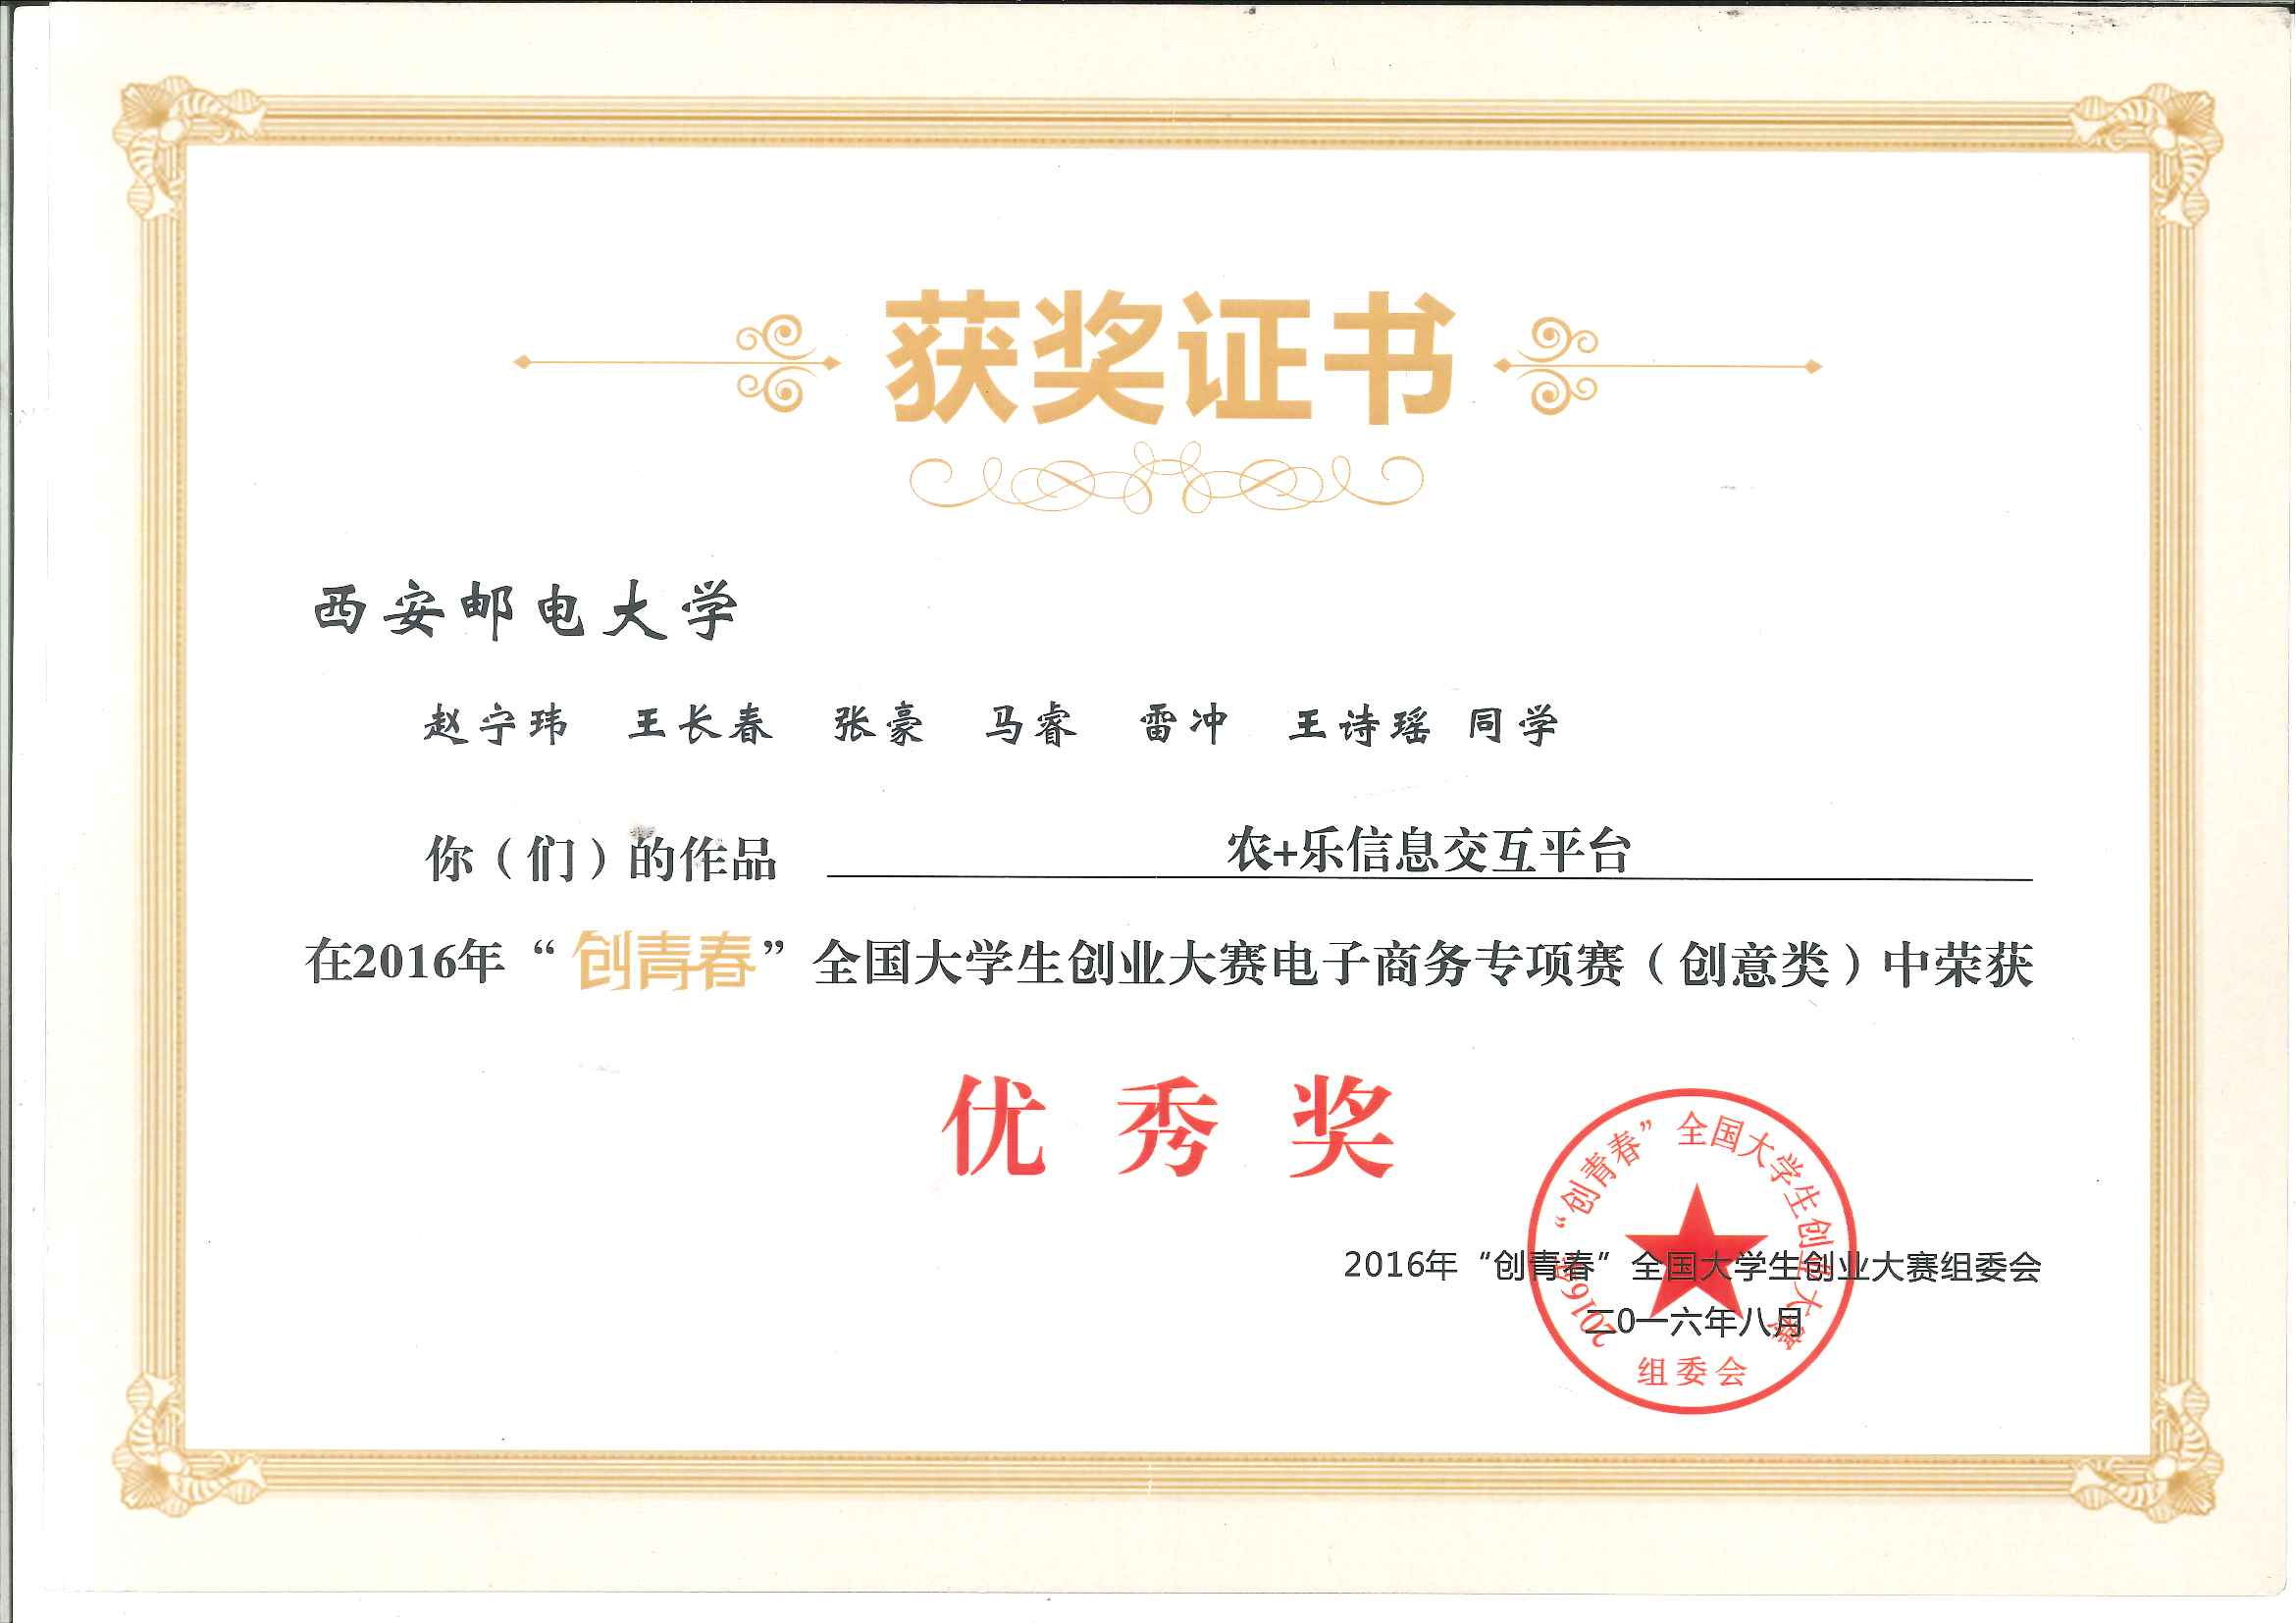 获奖证书
西安邮电大学
赵宁玮 王长春 张豪 马睿 雷冲 王诗瑶 同学
你（们）的作品 农+乐信息交互平台
在2016年“创青春”全国大学生创业大赛电子商务专项赛（创意类）中荣获
优秀奖
2016年“创青春”全国大学生创业大赛组委会
二0一六年八月
2016年“创青春”全国大学生创业大赛
组委会